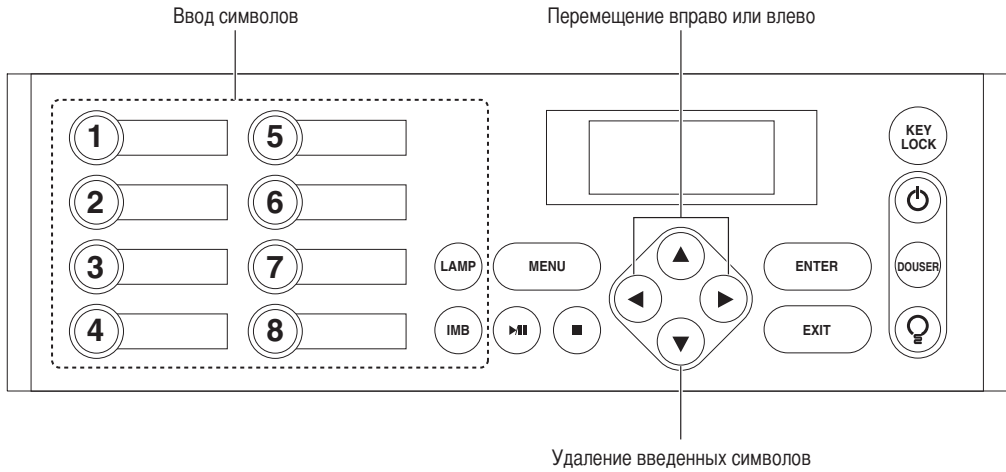 Ввод символов
Перемещение вправо или влево
1
5
KEY
LOCK
2
6
3
7
LAMP
MENU
ENTER
DOUSER
4
8
IMB
EXIT
Удаление введенных символов